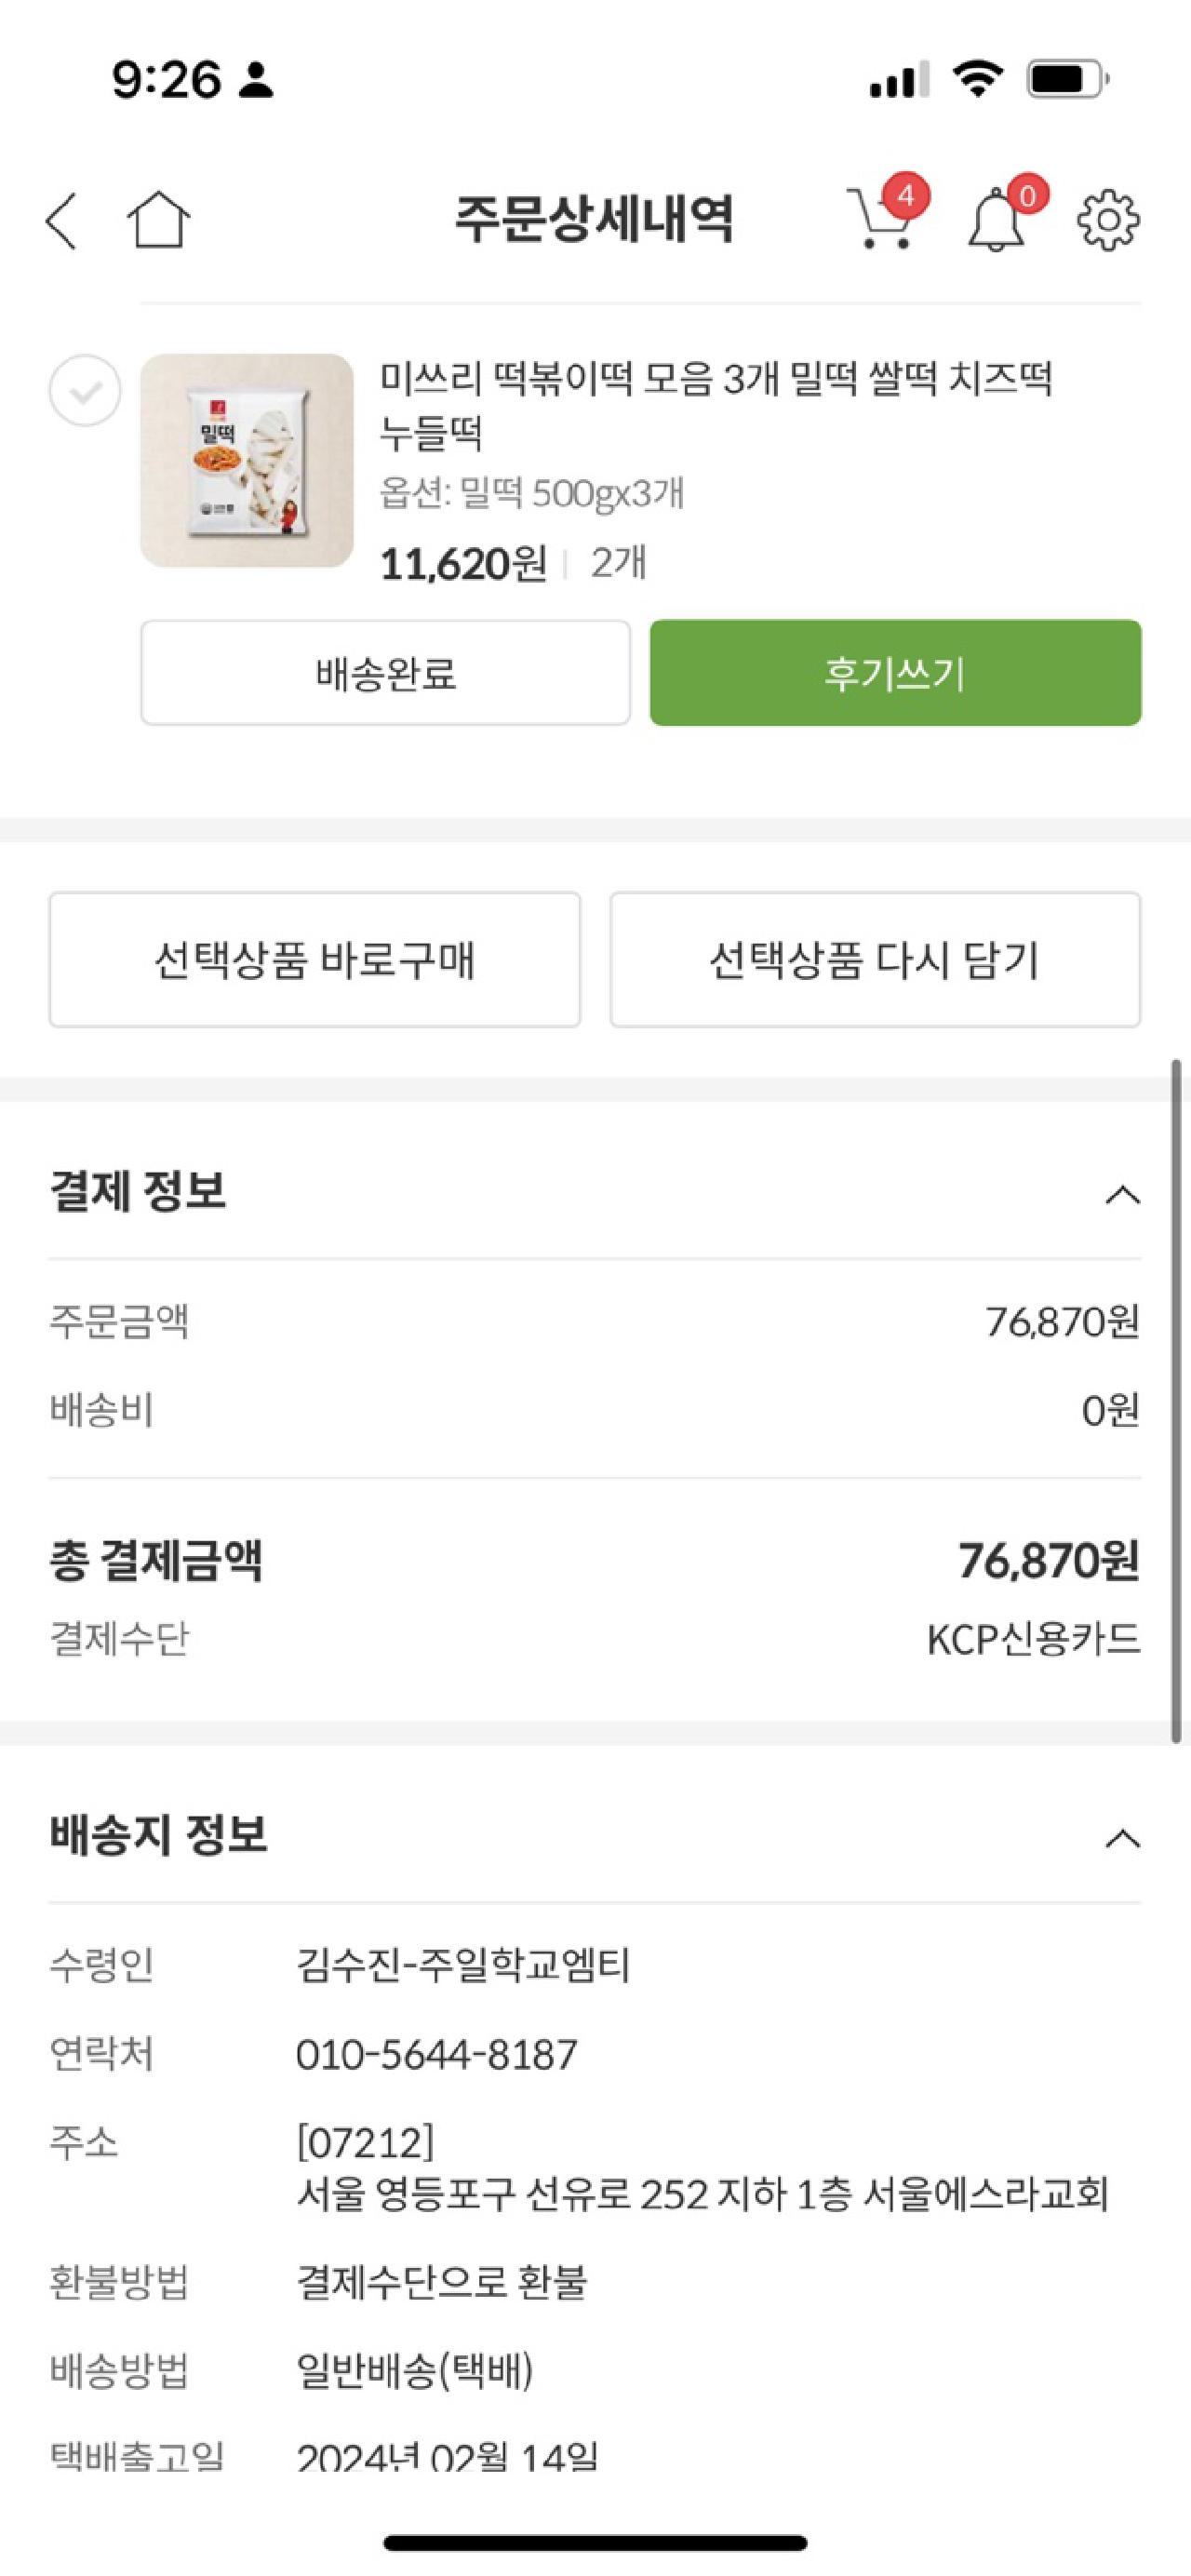 9:26
주문상세내역
4
0
밀떡
미쓰리 떡볶이떡 모음 3개 밀떡 쌀떡 치즈떡
누들떡
옵션: 밀떡 500gx3개
11,620원 2개
배송완료
후기쓰기
선택상품 바로구매
선택상품 다시 담기
결제 정보
주문금액 76,870원
배송비 0원
총 결제금액 76,870원
결제수단 KCP신용카드
배송지 정보
수령인 김수진-주일학교엠티
연락처 010-5644-8187
주소 [07212]
서울 영등포구 선유로 252 지하 1층 서울에스라교회
환불방법 결제수단으로 환불
배송방법 일반배송(택배)
택배출고일 2024년 02월 14일